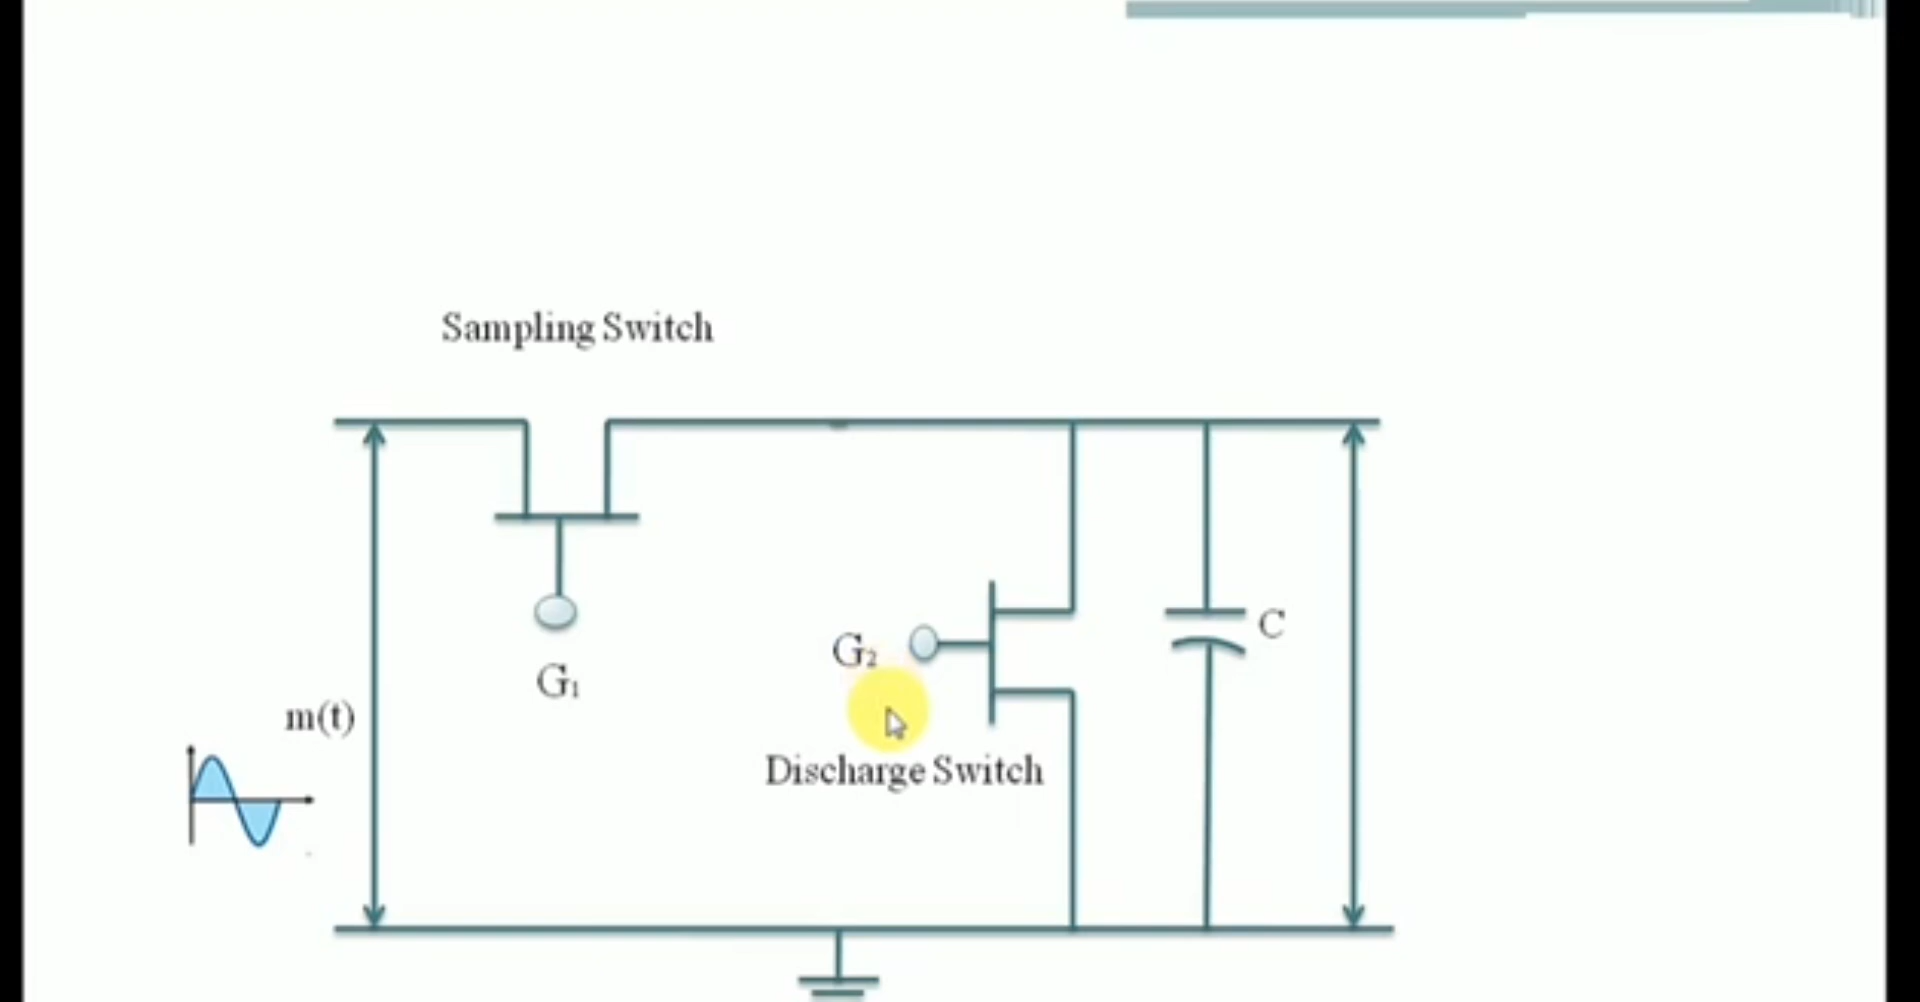 Sampling Switch
G₁
G₂
C
m(t)
Discharge Switch